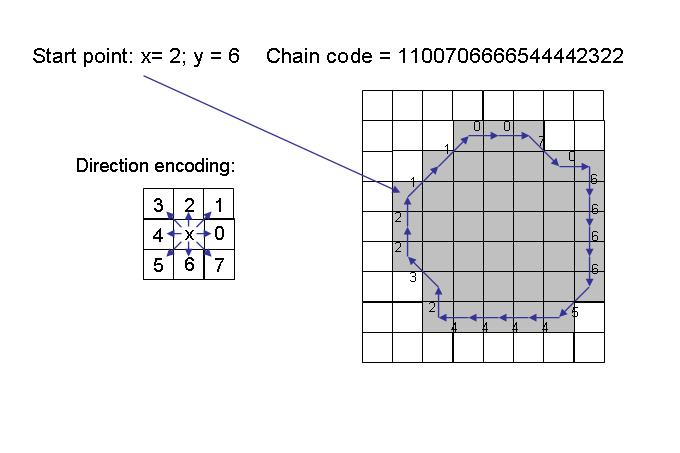 Start point: x= 2; y = 6 Chain code = 1100706666544442322
Direction encoding:
3 2 1
4 x 0
5 6 7
0 0
1 7
0
1 6
2 6
2 6
3 6
2 5
4 4 4 4